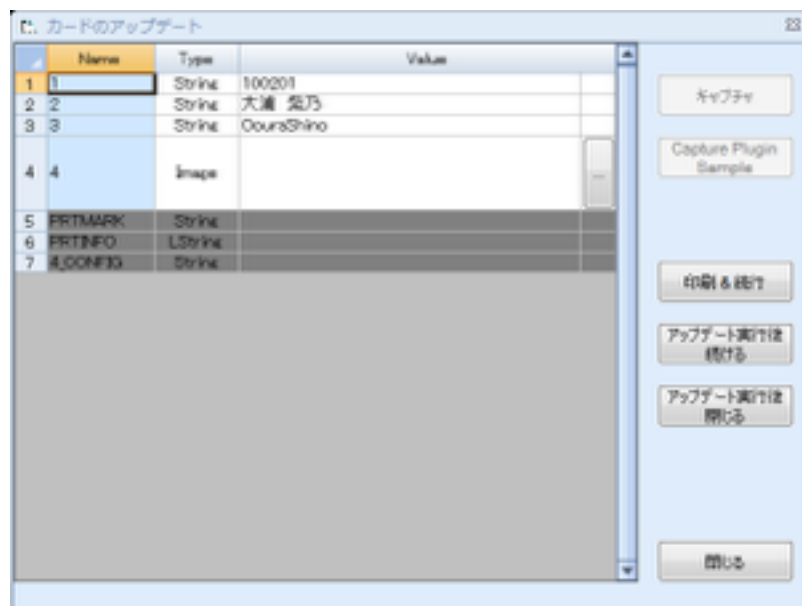 カードのアップデート
Name Type Value
1 1 String 100201
2 2 String 大浦 紫乃
3 3 String OouraShino
4 4 Image ...
5 PRTMARK String
6 PRTINFO LString
7 4_CONFIG String
キャプチャ
Capture Plugin
Sample
印刷 & 続行
アップデート実行後
続ける
アップデート実行後
閉じる
閉じる